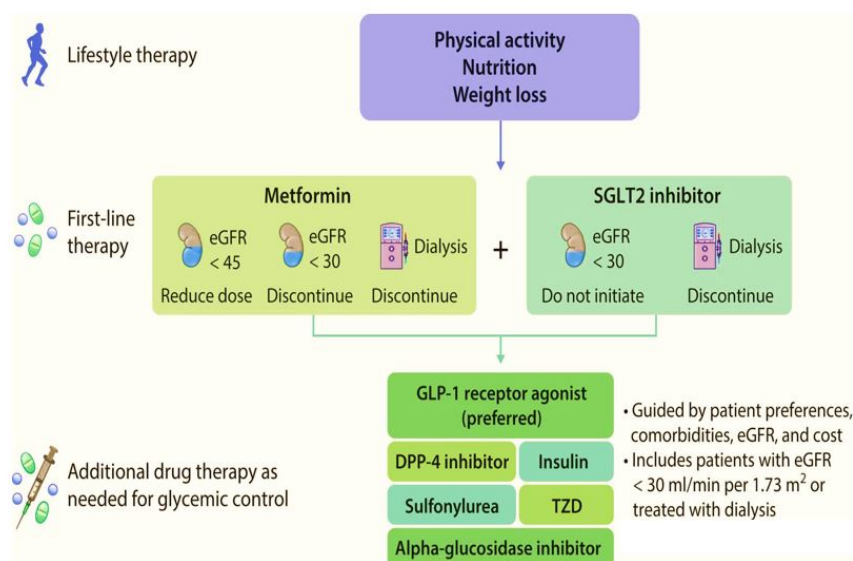 Lifestyle therapy
Physical activity
Nutrition
Weight loss
First-line
therapy
Metformin
eGFR
< 45
Reduce dose
eGFR
< 30
Discontinue
Dialysis
Discontinue
+
SGLT2 inhibitor
eGFR
< 30
Do not initiate
Dialysis
Discontinue
Additional drug therapy as
needed for glycemic control
GLP-1 receptor agonist
(preferred)
DPP-4 inhibitor
Insulin
Sulfonylurea
TZD
Alpha-glucosidase inhibitor
• Guided by patient preferences,
comorbidities, eGFR, and cost
• Includes patients with eGFR
< 30 ml/min per 1.73 m² or
treated with dialysis